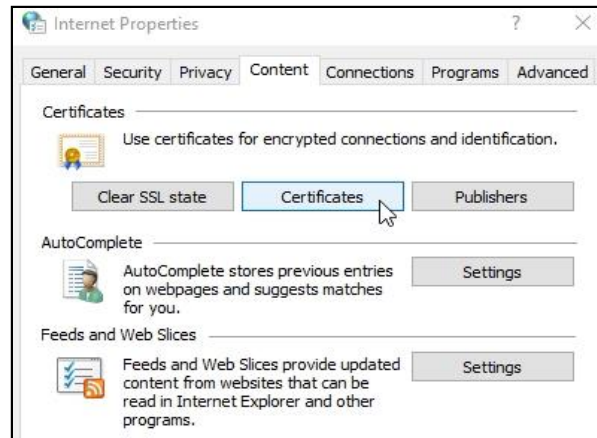 Internet Properties ?
General Security Privacy Content Connections Programs Advanced
Certificates
Use certificates for encrypted connections and identification.
Clear SSL state Certificates Publishers
AutoComplete
AutoComplete stores previous entries
on webpages and suggests matches
for you.
Settings
Feeds and Web Slices
Feeds and Web Slices provide updated
content from websites that can be
read in Internet Explorer and other
programs.
Settings